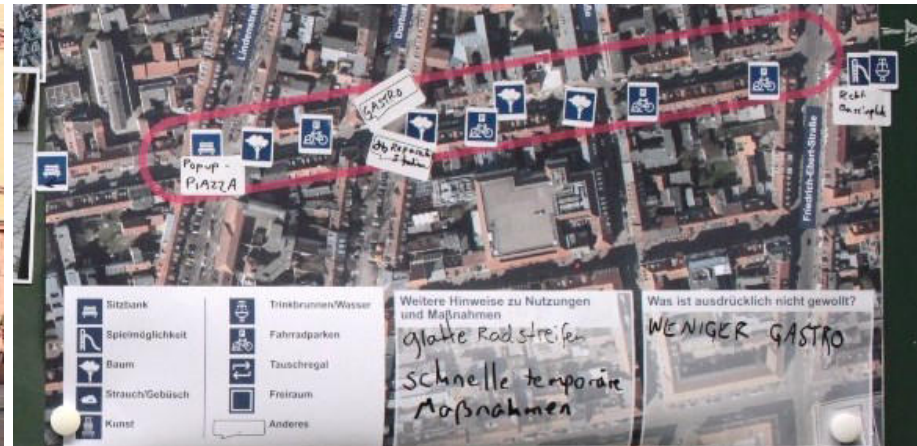 Lindenstraße
GASTRO
Popup -
PIAZZA
Friedrich-Ebert-Straße
Sitzbank
Spielmöglichkeit
Baum
Strauch/Gebüsch
Kunst
Trinkbrunnen/Wasser
Fahrradparken
Tauschregal
Freiraum
Anderes
Weitere Hinweise zu Nutzungen
und Maßnahmen
glatte Radstreifen
schnelle temporäre
Maßnahmen
Was ist ausdrücklich nicht gewollt?
WENIGER GASTRO